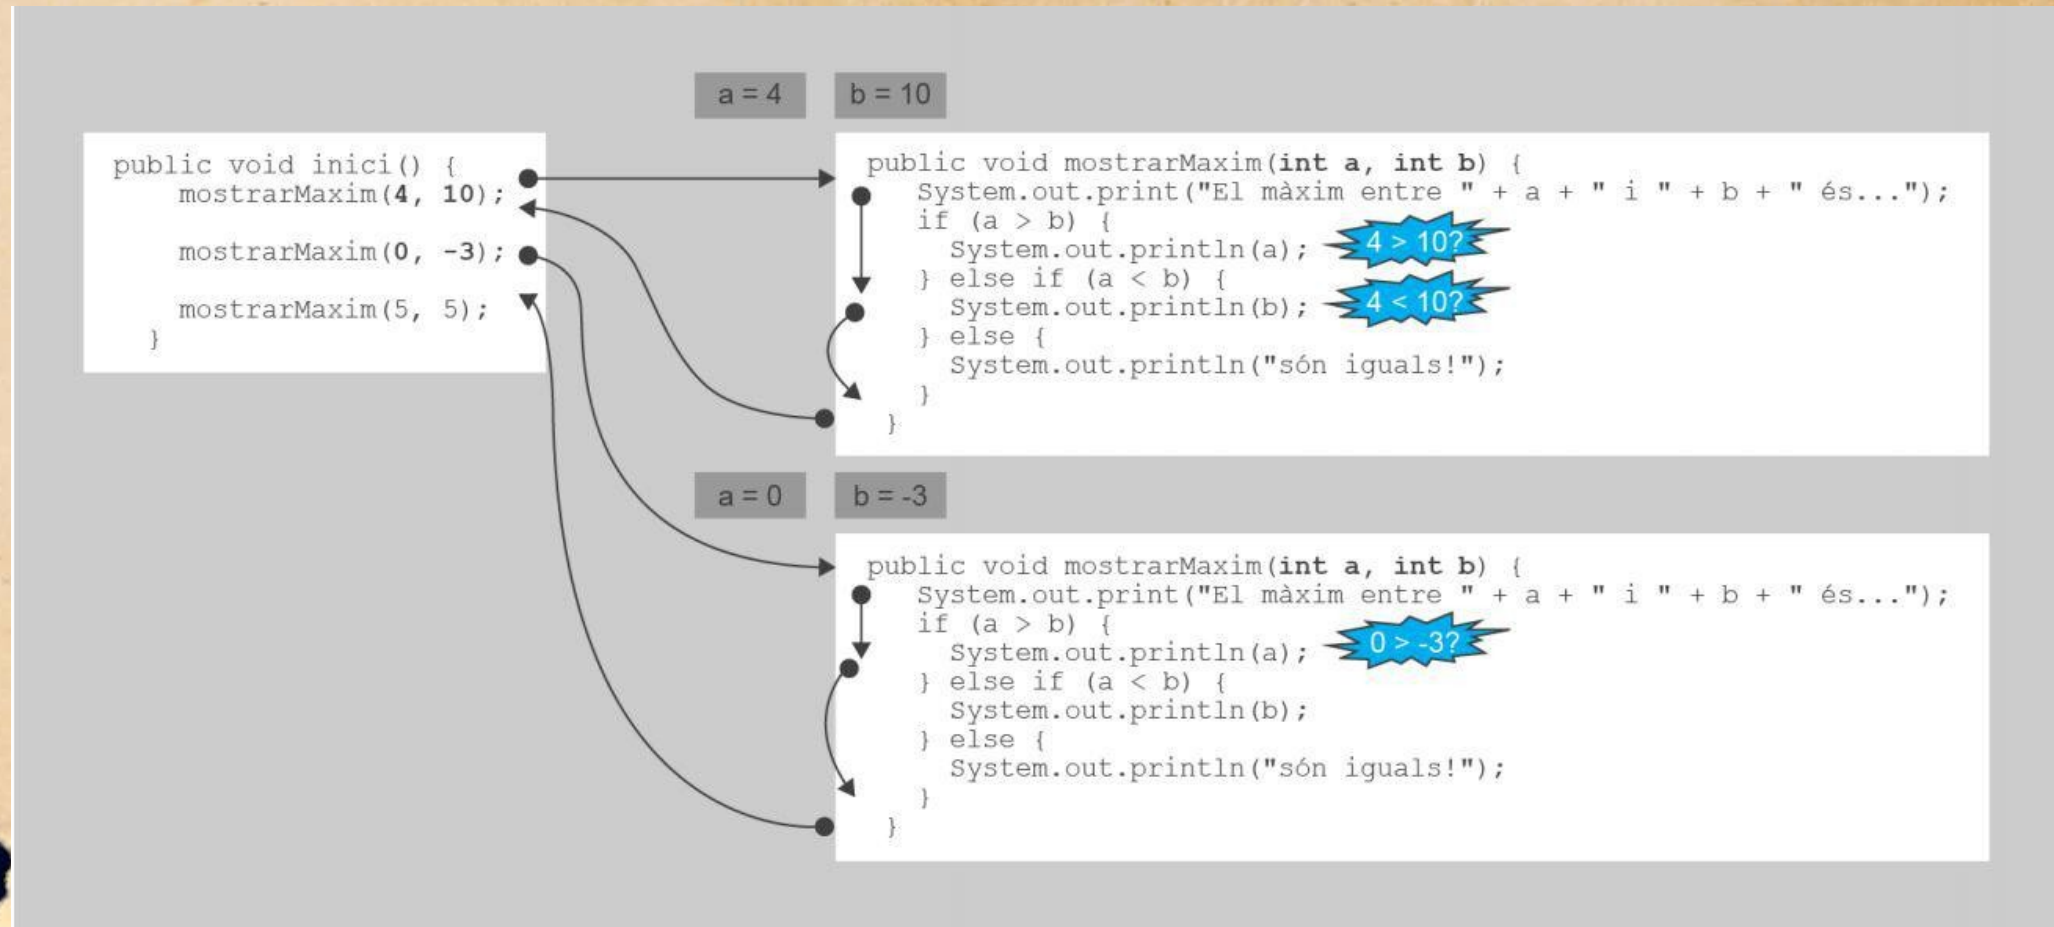 a = 4
b = 10
public void inici() {
mostrarMaxim(4, 10);
mostrarMaxim(0, -3);
mostrarMaxim(5, 5);
}
public void mostrarMaxim(int a, int b) {
System.out.print("El màxim entre " + a + " i " + b + " és...");
if (a > b) {
System.out.println(a);
4 > 10?
} else if (a < b) {
System.out.println(b);
4 < 10?
} else {
System.out.println("són iguals!");
}
}
a = 0
b = -3
public void mostrarMaxim(int a, int b) {
System.out.print("El màxim entre " + a + " i " + b + " és...");
if (a > b) {
System.out.println(a);
0 > -3?
} else if (a < b) {
System.out.println(b);
} else {
System.out.println("són iguals!");
}
}